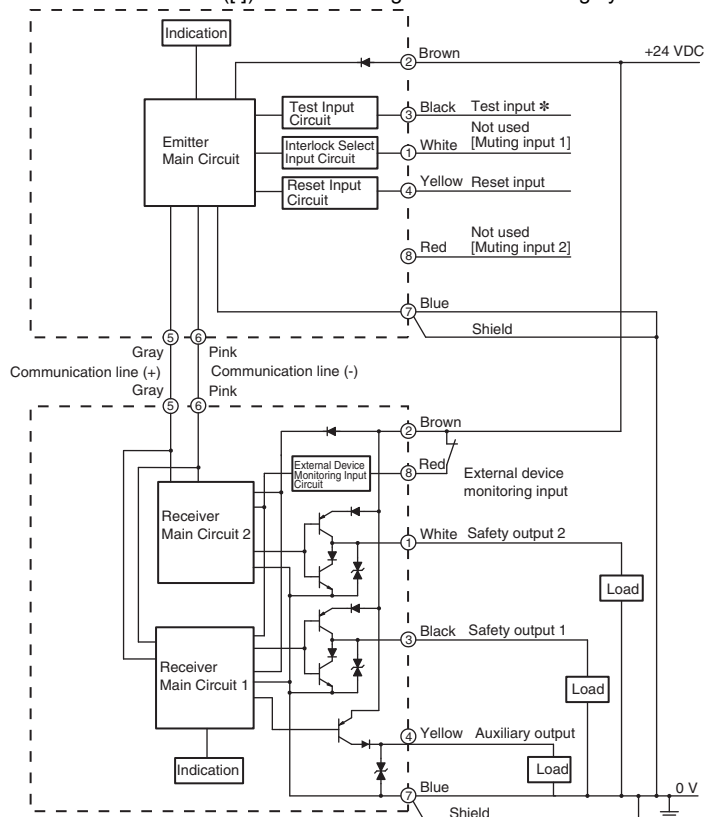 Indication
② Brown
+24 VDC
Test Input
Circuit
③ Black Test input *
Emitter
Main Circuit
Interlock Select
Input Circuit
① White Not used
[Muting input 1]
Reset Input
Circuit
④ Yellow Reset input
⑧ Red Not used
[Muting input 2]
⑦ Blue
Shield
⑤ ⑥
Gray Pink
Communication line (+) Communication line (-)
Gray Pink
⑤ ⑥
② Brown
External Device
Monitoring Input
Circuit
⑧ Red
External device
monitoring input
Receiver
Main Circuit 2
① White Safety output 2
Load
③ Black Safety output 1
Receiver
Main Circuit 1
Load
④ Yellow Auxiliary output
Indication
Load
⑦ Blue
0 V
Shield